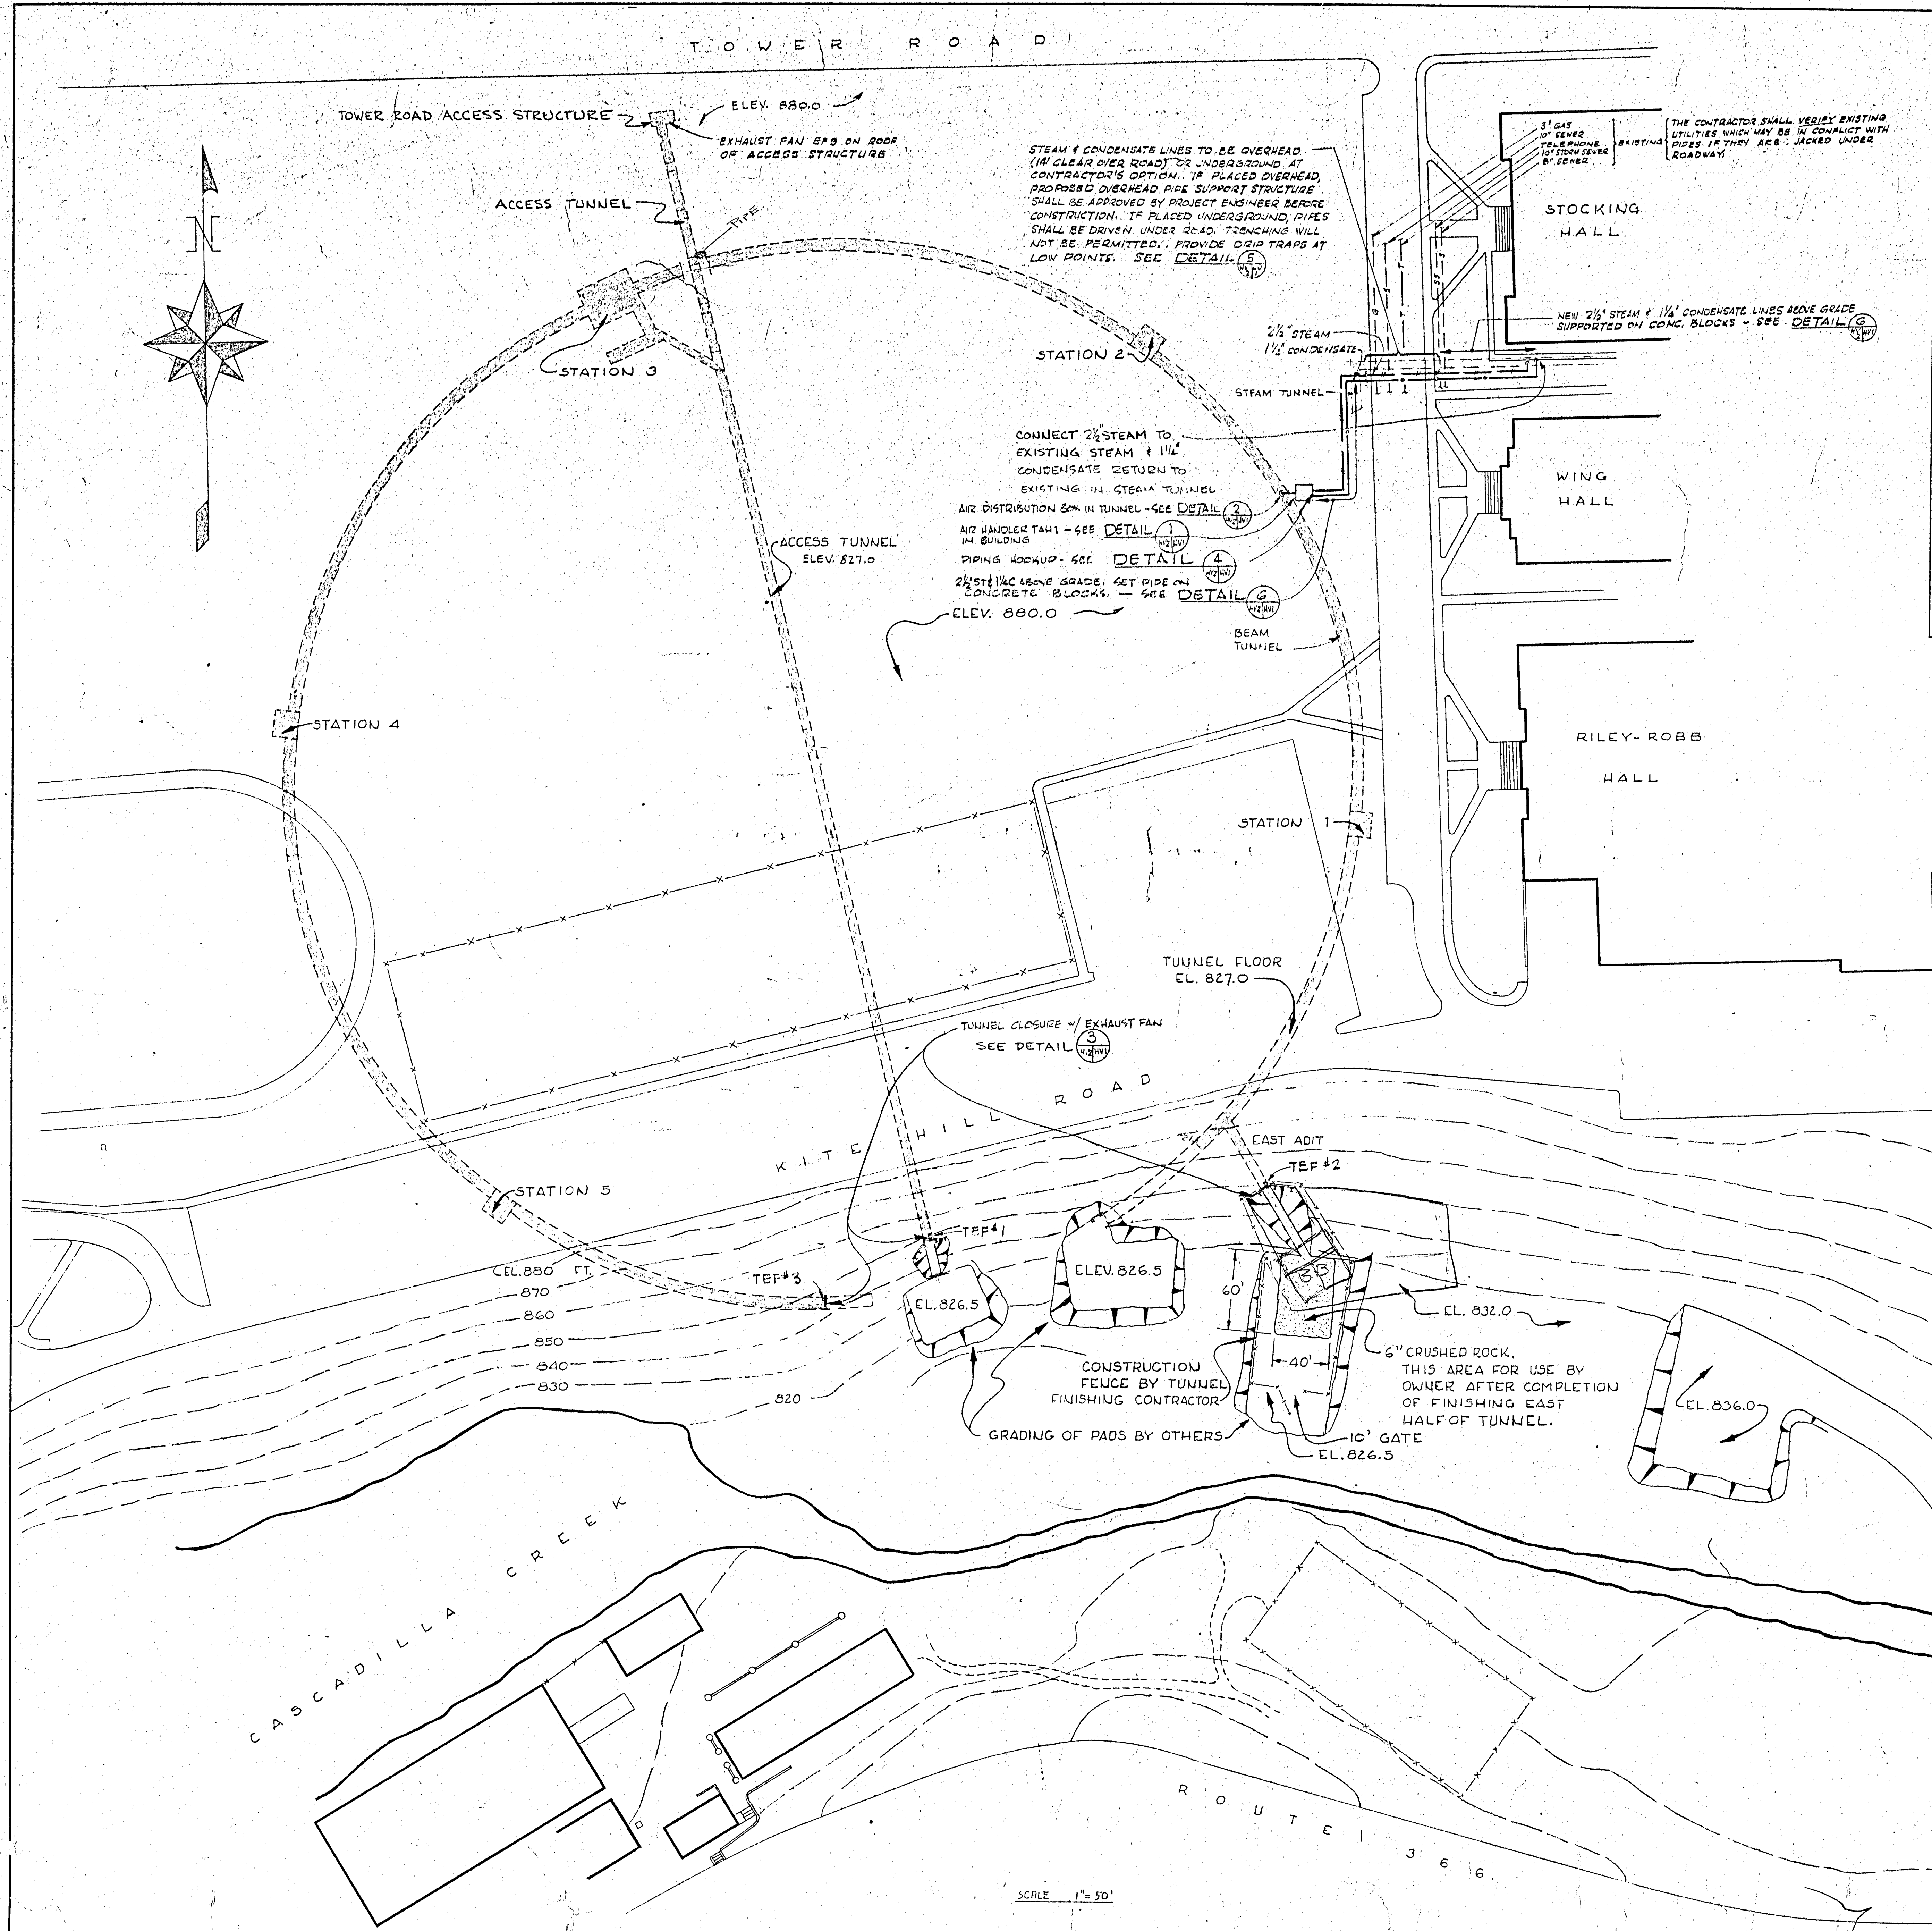 TOWER ROAD
TOWER ROAD ACCESS STRUCTURE
ELEV. 880.0
EXHAUST FAN EF3 ON ROOF
OF ACCESS STRUCTURE
ACCESS TUNNEL
PIPE
N
STEAM & CONDENSATE LINES TO BE OVERHEAD
(14' CLEAR OVER ROAD) OR UNDERGROUND AT
CONTRACTOR'S OPTION. IF PLACED OVERHEAD,
PROPOSED OVERHEAD PIPE SUPPORT STRUCTURE
SHALL BE APPROVED BY PROJECT ENGINEER BEFORE
CONSTRUCTION. IF PLACED UNDERGROUND, PIPES
SHALL BE DRIVEN UNDER ROAD. TRENCHING WILL
NOT BE PERMITTED. PROVIDE DRIP TRAPS AT
LOW POINTS. SEE DETAIL 5
3" GAS
10" SEWER
TELEPHONE
10" STORM SEWER
8" SEWER
EXISTING
THE CONTRACTOR SHALL VERIFY EXISTING
UTILITIES WHICH MAY BE IN CONFLICT WITH
PIPES IF THEY ARE JACKED UNDER
ROADWAY.
STOCKING
HALL
NEW 2½" STEAM & 1¼" CONDENSATE LINES ABOVE GRADE
SUPPORTED ON CONC. BLOCKS - SEE DETAIL 6
2½" STEAM
1¼" CONDENSATE
STEAM TUNNEL
STATION 2
STATION 3
CONNECT 2½" STEAM TO
EXISTING STEAM & 1¼"
CONDENSATE RETURN TO
EXISTING IN STEAM TUNNEL
AIR DISTRIBUTION BOX IN TUNNEL - SEE DETAIL 2
HV2 HV1
AIR HANDLER TAH1 - SEE DETAIL 1
IN BUILDING
HV2 HV1
PIPING HOOKUP - SEE DETAIL 4
HV2 HV1
2½" ST & 1¼ C ABOVE GRADE. SET PIPE ON
CONCRETE BLOCKS. - SEE DETAIL 6
HV2 HV1
ELEV. 880.0
WING
HALL
ACCESS TUNNEL
ELEV. 827.0
BEAM
TUNNEL
STATION 4
RILEY-ROBB
HALL
STATION 1
TUNNEL FLOOR
EL. 827.0
TUNNEL CLOSURE W/ EXHAUST FAN
SEE DETAIL 3
HV2 HV1
KITE HILL ROAD
EAST ADIT
TEF #2
STATION 5
TEF #1
TEF #3
EL. 880 FT.
870
860
850
840
830
820
EL. 826.5
ELEV. 826.5
60'
40'
EL. 832.0
CONSTRUCTION
FENCE BY TUNNEL
FINISHING CONTRACTOR
6" CRUSHED ROCK.
THIS AREA FOR USE BY
OWNER AFTER COMPLETION
OF FINISHING EAST
HALF OF TUNNEL.
GRADING OF PADS BY OTHERS
10' GATE
EL. 826.5
EL. 836.0
CASCADILLA CREEK
ROUTE 366
SCALE 1" = 50'